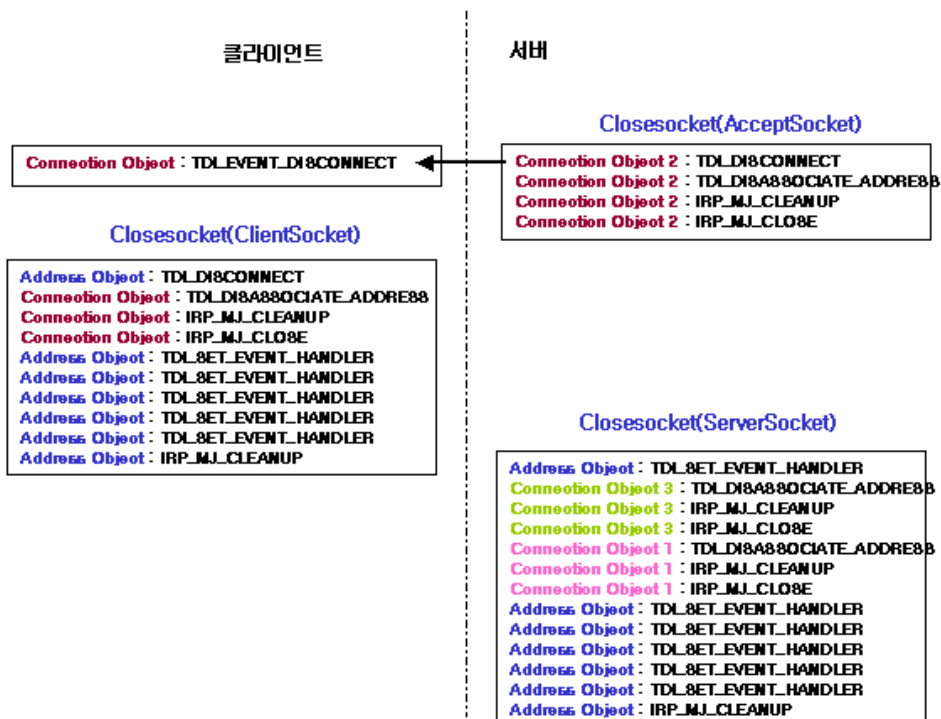 클라이언트
서버
Closesocket(AcceptSocket)
Connection Object : TDI_EVENT_DISCONNECT
Connection Object 2 : TDI_DISCONNECT
Connection Object 2 : TDI_DISASSOCIATE_ADDRESS
Connection Object 2 : IRP_MJ_CLEANUP
Connection Object 2 : IRP_MJ_CLOSE
Closesocket(ClientSocket)
Address Object : TDI_DISCONNECT
Connection Object : TDI_DISASSOCIATE_ADDRESS
Connection Object : IRP_MJ_CLEANUP
Connection Object : IRP_MJ_CLOSE
Address Object : TDI_SET_EVENT_HANDLER
Address Object : TDI_SET_EVENT_HANDLER
Address Object : TDI_SET_EVENT_HANDLER
Address Object : TDI_SET_EVENT_HANDLER
Address Object : TDI_SET_EVENT_HANDLER
Address Object : IRP_MJ_CLEANUP
Closesocket(ServerSocket)
Address Object : TDI_SET_EVENT_HANDLER
Connection Object 3 : TDI_DISASSOCIATE_ADDRESS
Connection Object 3 : IRP_MJ_CLEANUP
Connection Object 3 : IRP_MJ_CLOSE
Connection Object 1 : TDI_DISASSOCIATE_ADDRESS
Connection Object 1 : IRP_MJ_CLEANUP
Connection Object 1 : IRP_MJ_CLOSE
Address Object : TDI_SET_EVENT_HANDLER
Address Object : TDI_SET_EVENT_HANDLER
Address Object : TDI_SET_EVENT_HANDLER
Address Object : TDI_SET_EVENT_HANDLER
Address Object : TDI_SET_EVENT_HANDLER
Address Object : IRP_MJ_CLEANUP